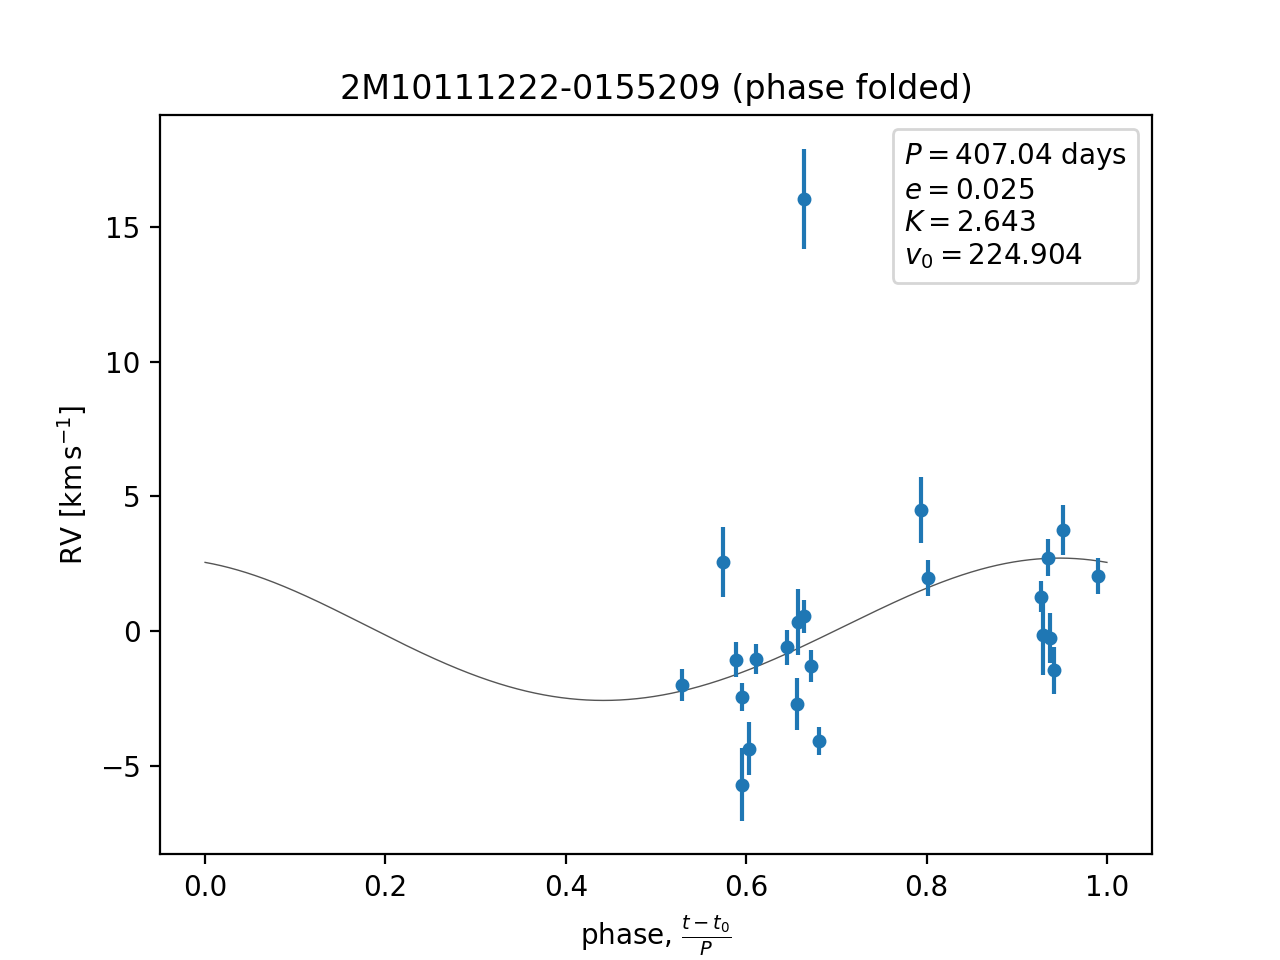 2M10111222-0155209 (phase folded)
P = 407.04 days
e = 0.025
K = 2.643
v₀ = 224.904
15
10
5
0
−5
RV [km s⁻¹]
0.0 0.2 0.4 0.6 0.8 1.0
phase, (t − t₀)/P